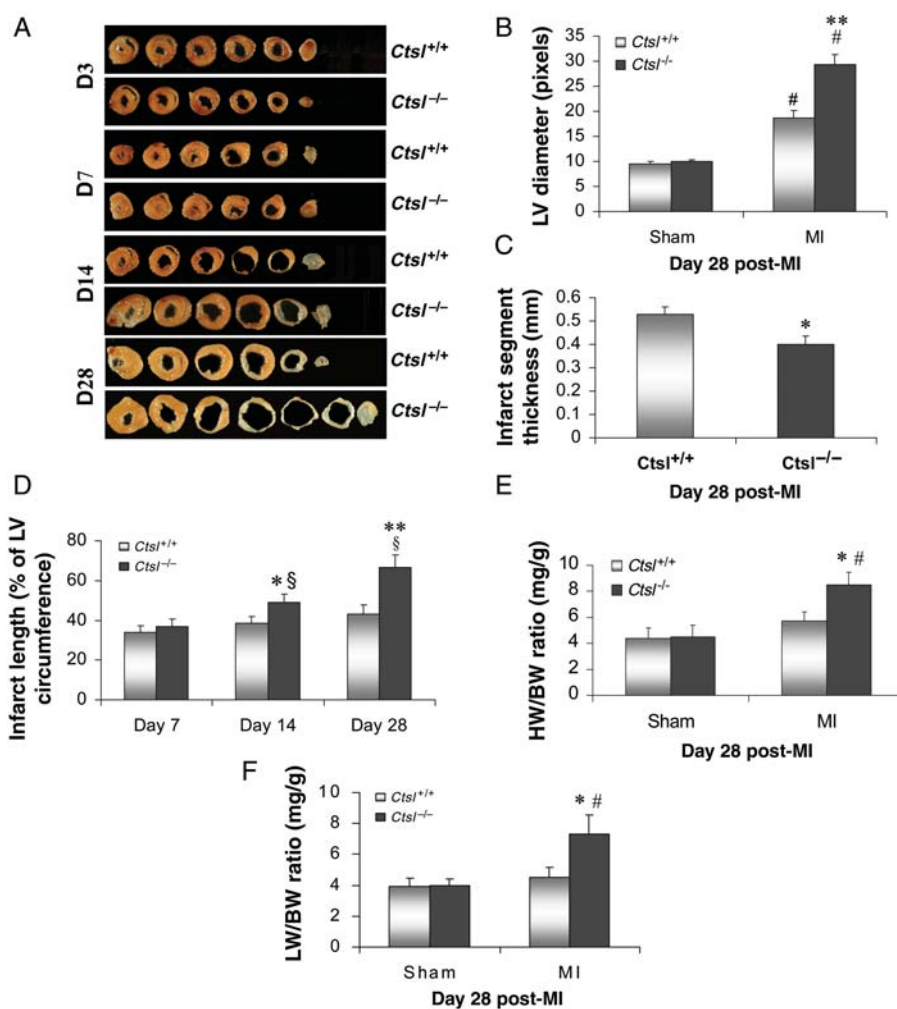 A
D3
Ctsl+/+
Ctsl−/−
D7
Ctsl+/+
Ctsl−/−
D14
Ctsl+/+
Ctsl−/−
D28
Ctsl+/+
Ctsl−/−
B
LV diameter (pixels)
40
35
30
25
20
15
10
5
0
Ctsl+/+
Ctsl-/-
#
**
#
Sham MI
Day 28 post-MI
C
Infarct segment
thickness (mm)
0.6
0.5
0.4
0.3
0.2
0.1
0
*
Ctsl+/+ Ctsl−/−
Day 28 post-MI
D
Infarct length (% of LV
circumference)
80
60
40
20
0
Ctsl+/+
Ctsl−/−
* §
**
§
Day 7 Day 14 Day 28
E
HW/BW ratio (mg/g)
12
10
8
6
4
2
0
Ctsl+/+
Ctsl-/-
* #
Sham MI
Day 28 post-MI
F
LW/BW ratio (mg/g)
10
8
6
4
2
0
Ctsl+/+
Ctsl−/−
* #
Sham MI
Day 28 post-MI